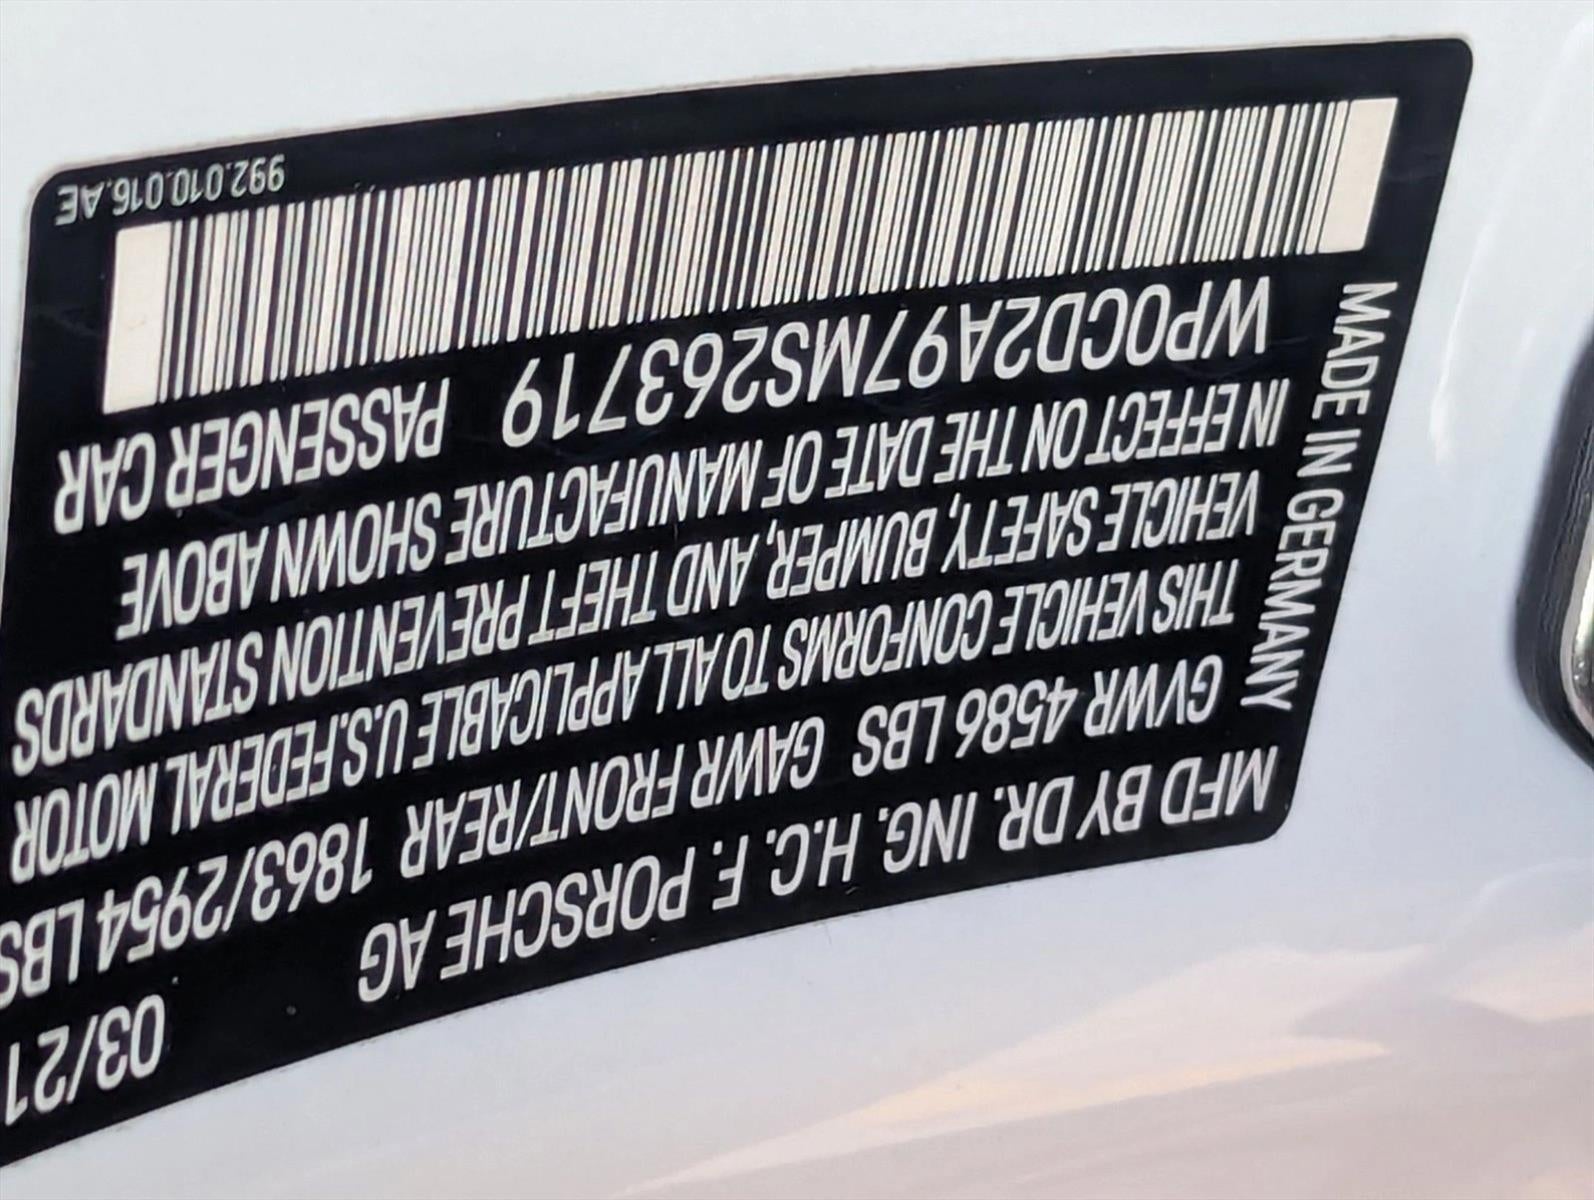 MFD BY DR. ING. H.C. F. PORSCHE AG 03/21
GVWR 4586 LBS GAWR FRONT/REAR 1863/2954 LBS
THIS VEHICLE CONFORMS TO ALL APPLICABLE U.S.FEDERAL MOTOR
VEHICLE SAFETY, BUMPER, AND THEFT PREVENTION STANDARDS
IN EFFECT ON THE DATE OF MANUFACTURE SHOWN ABOVE
WP0CD2A97MS263719 PASSENGER CAR
MADE IN GERMANY
992.010.016.AE